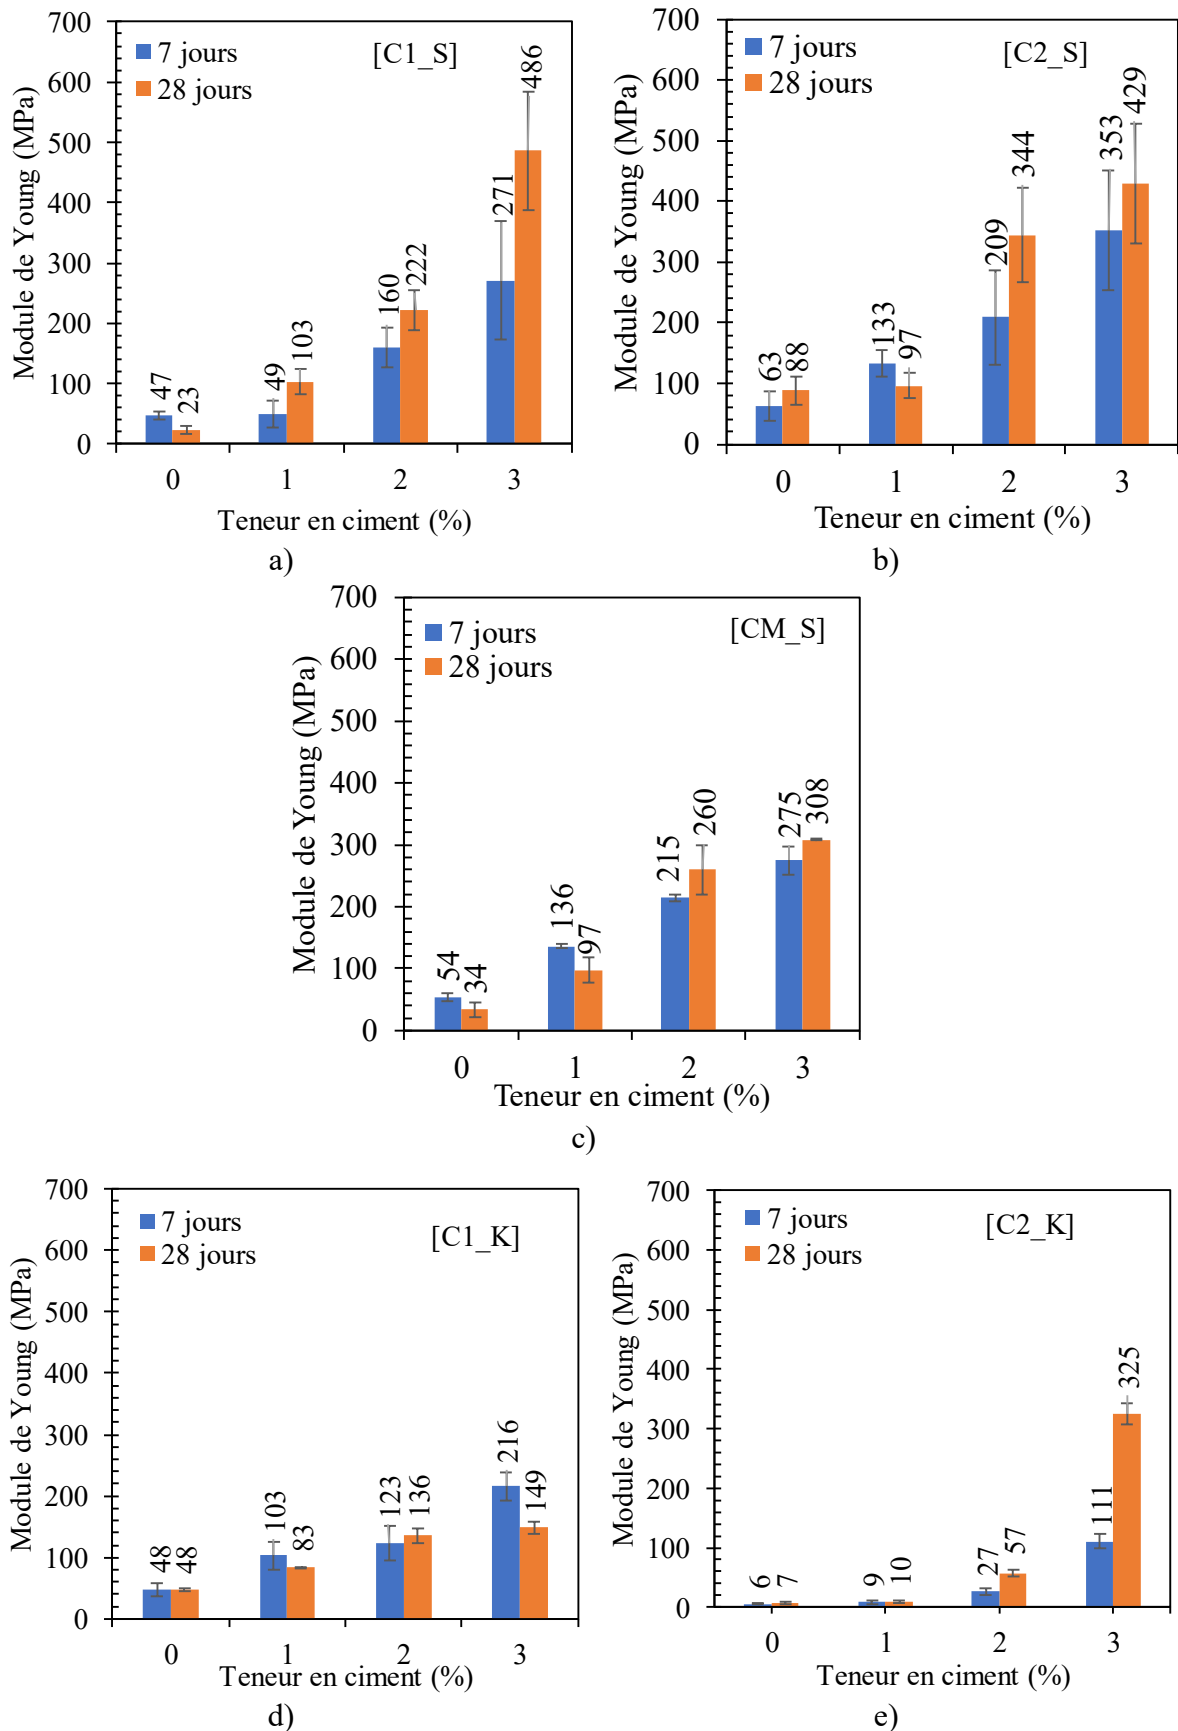 700
600
500
400
300
200
100
0
Module de Young (MPa)
7 jours
28 jours
[C1_S]
47
23
49
103
160
222
271
486
0 1 2 3
Teneur en ciment (%)
a)
700
600
500
400
300
200
100
0
Module de Young (MPa)
7 jours
28 jours
[C2_S]
63
88
133
97
209
344
353
429
0 1 2 3
Teneur en ciment (%)
b)
700
600
500
400
300
200
100
0
Module de Young (MPa)
7 jours
28 jours
[CM_S]
54
34
136
97
215
260
275
308
0 1 2 3
Teneur en ciment (%)
c)
700
600
500
400
300
200
100
0
Module de Young (MPa)
7 jours
28 jours
[C1_K]
48
48
103
83
123
136
216
149
0 1 2 3
Teneur en ciment (%)
d)
700
600
500
400
300
200
100
0
Module de Young (MPa)
7 jours
28 jours
[C2_K]
6
7
9
10
27
57
111
325
0 1 2 3
Teneur en ciment (%)
e)